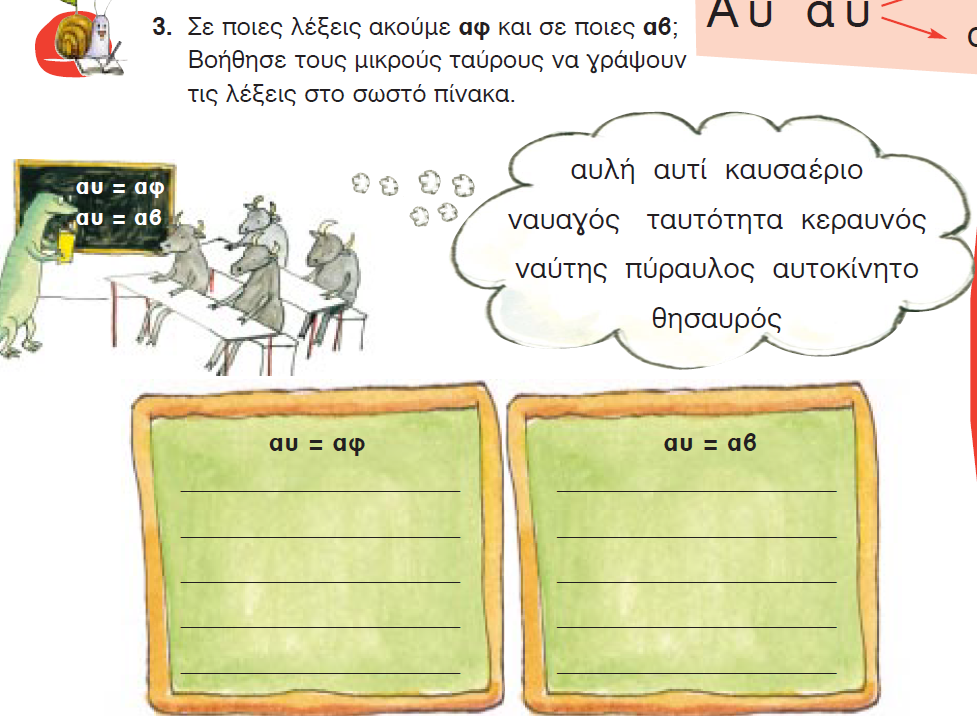 3. Σε ποιες λέξεις ακούμε αφ και σε ποιες αβ;
Βοήθησε τους μικρούς ταύρους να γράψουν
τις λέξεις στο σωστό πίνακα.
Αυ αυ
αυ = αφ
αυ = αβ
αυλή αυτί καυσαέριο
ναυαγός ταυτότητα κεραυνός
ναύτης πύραυλος αυτοκίνητο
θησαυρός
αυ = αφ
αυ = αβ